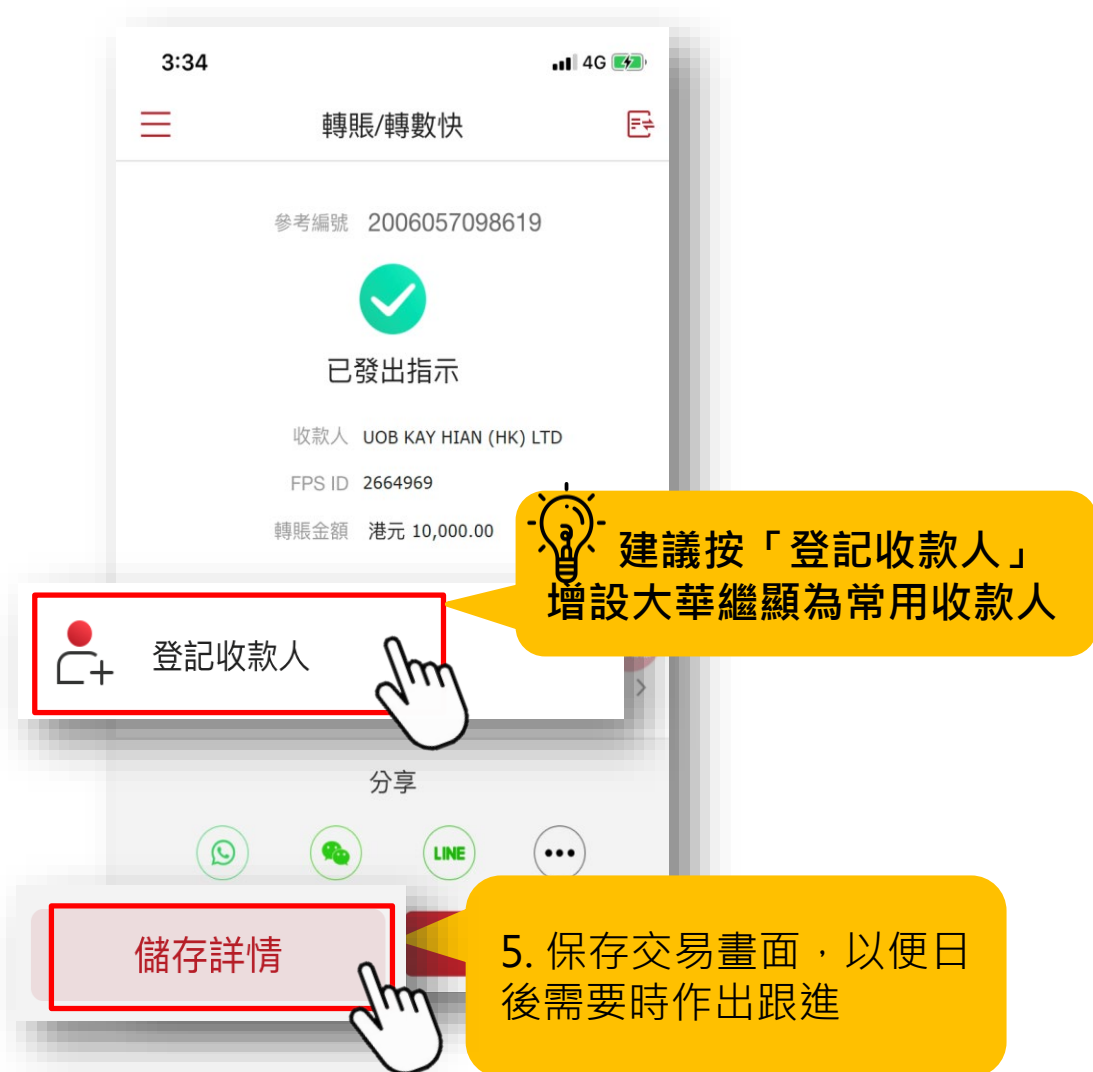 3:34
4G
轉賬/轉數快
參考編號 2006057098619
已發出指示
收款人 UOB KAY HIAN (HK) LTD
FPS ID 2664969
轉賬金額 港元 10,000.00
建議按「登記收款人」
增設大華繼顯為常用收款人
登記收款人
分享
LINE
儲存詳情
5. 保存交易畫面，以便日
後需要時作出跟進